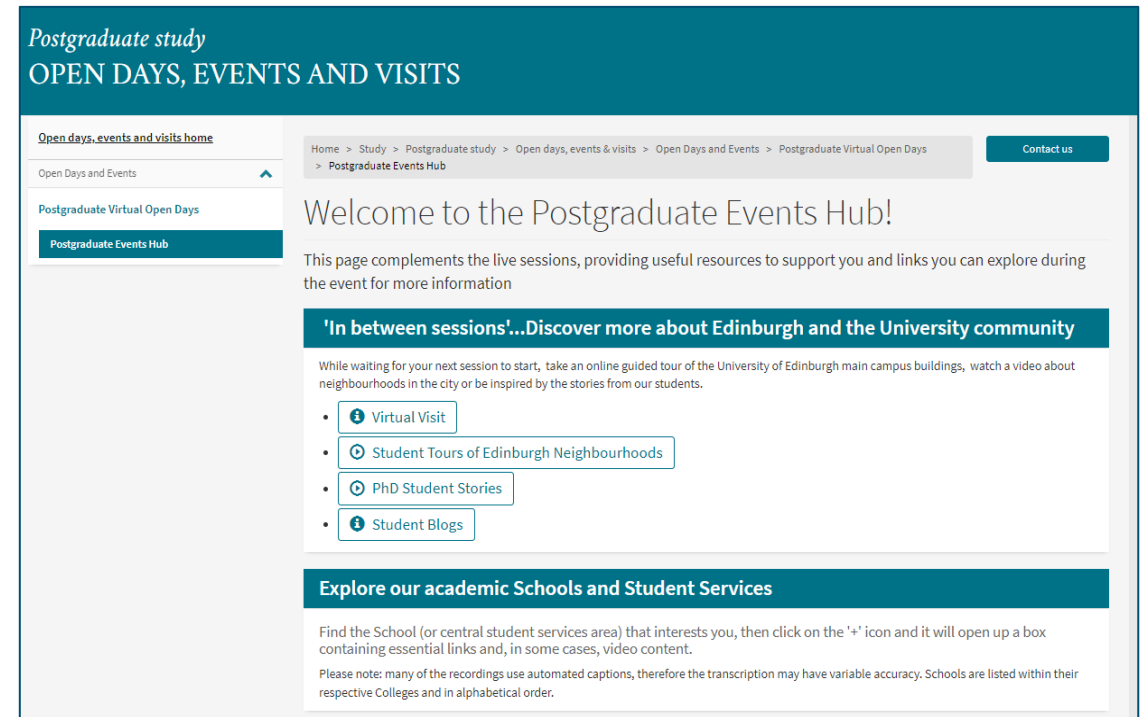 Postgraduate study
OPEN DAYS, EVENTS AND VISITS
Open days, events and visits home
Open Days and Events
Postgraduate Virtual Open Days
Postgraduate Events Hub
Home > Study > Postgraduate study > Open days, events & visits > Open Days and Events > Postgraduate Virtual Open Days
> Postgraduate Events Hub
Contact us
Welcome to the Postgraduate Events Hub!
This page complements the live sessions, providing useful resources to support you and links you can explore during
the event for more information
'In between sessions'...Discover more about Edinburgh and the University community
While waiting for your next session to start, take an online guided tour of the University of Edinburgh main campus buildings, watch a video about
neighbourhoods in the city or be inspired by the stories from our students.
Virtual Visit
Student Tours of Edinburgh Neighbourhoods
PhD Student Stories
Student Blogs
Explore our academic Schools and Student Services
Find the School (or central student services area) that interests you, then click on the '+' icon and it will open up a box
containing essential links and, in some cases, video content.
Please note: many of the recordings use automated captions, therefore the transcription may have variable accuracy. Schools are listed within their
respective Colleges and in alphabetical order.